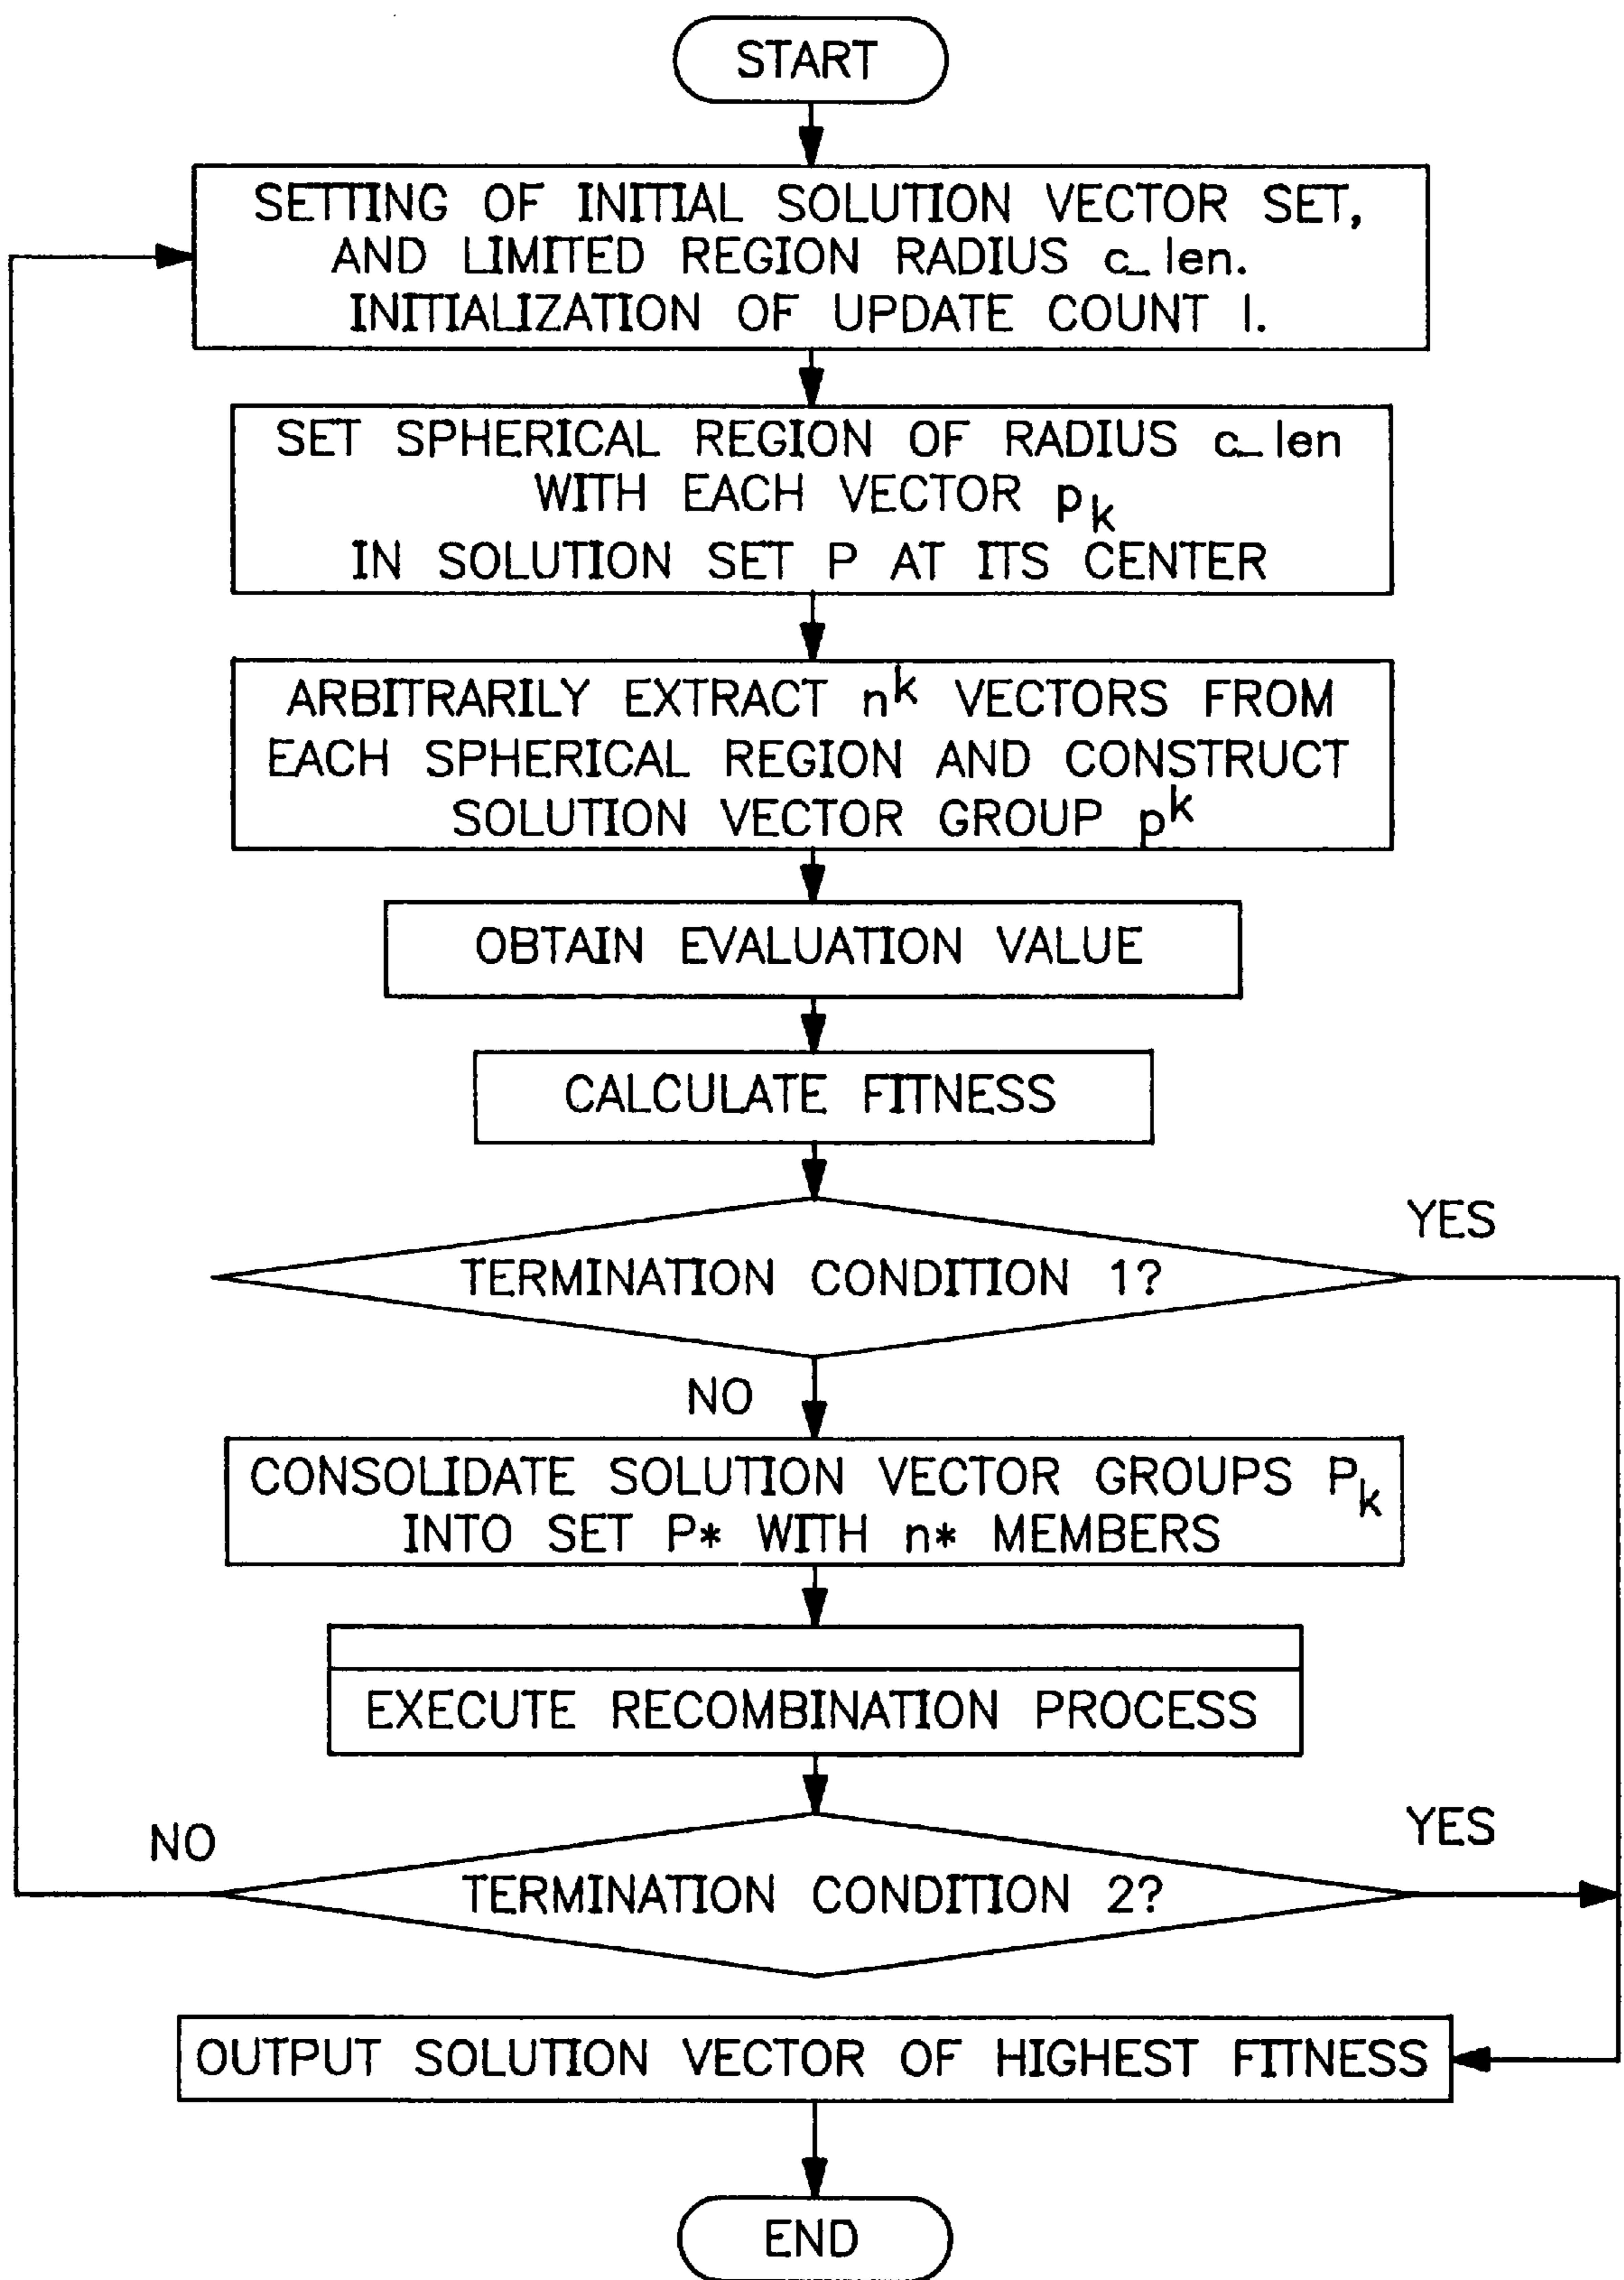 START
SETTING OF INITIAL SOLUTION VECTOR SET,
AND LIMITED REGION RADIUS c_len.
INITIALIZATION OF UPDATE COUNT I.
SET SPHERICAL REGION OF RADIUS c_len
WITH EACH VECTOR p_k
IN SOLUTION SET P AT ITS CENTER
ARBITRARILY EXTRACT n^k VECTORS FROM
EACH SPHERICAL REGION AND CONSTRUCT
SOLUTION VECTOR GROUP p^k
OBTAIN EVALUATION VALUE
CALCULATE FITNESS
YES
TERMINATION CONDITION 1?
NO
CONSOLIDATE SOLUTION VECTOR GROUPS P_k
INTO SET P* WITH n* MEMBERS
EXECUTE RECOMBINATION PROCESS
NO
YES
TERMINATION CONDITION 2?
OUTPUT SOLUTION VECTOR OF HIGHEST FITNESS
END